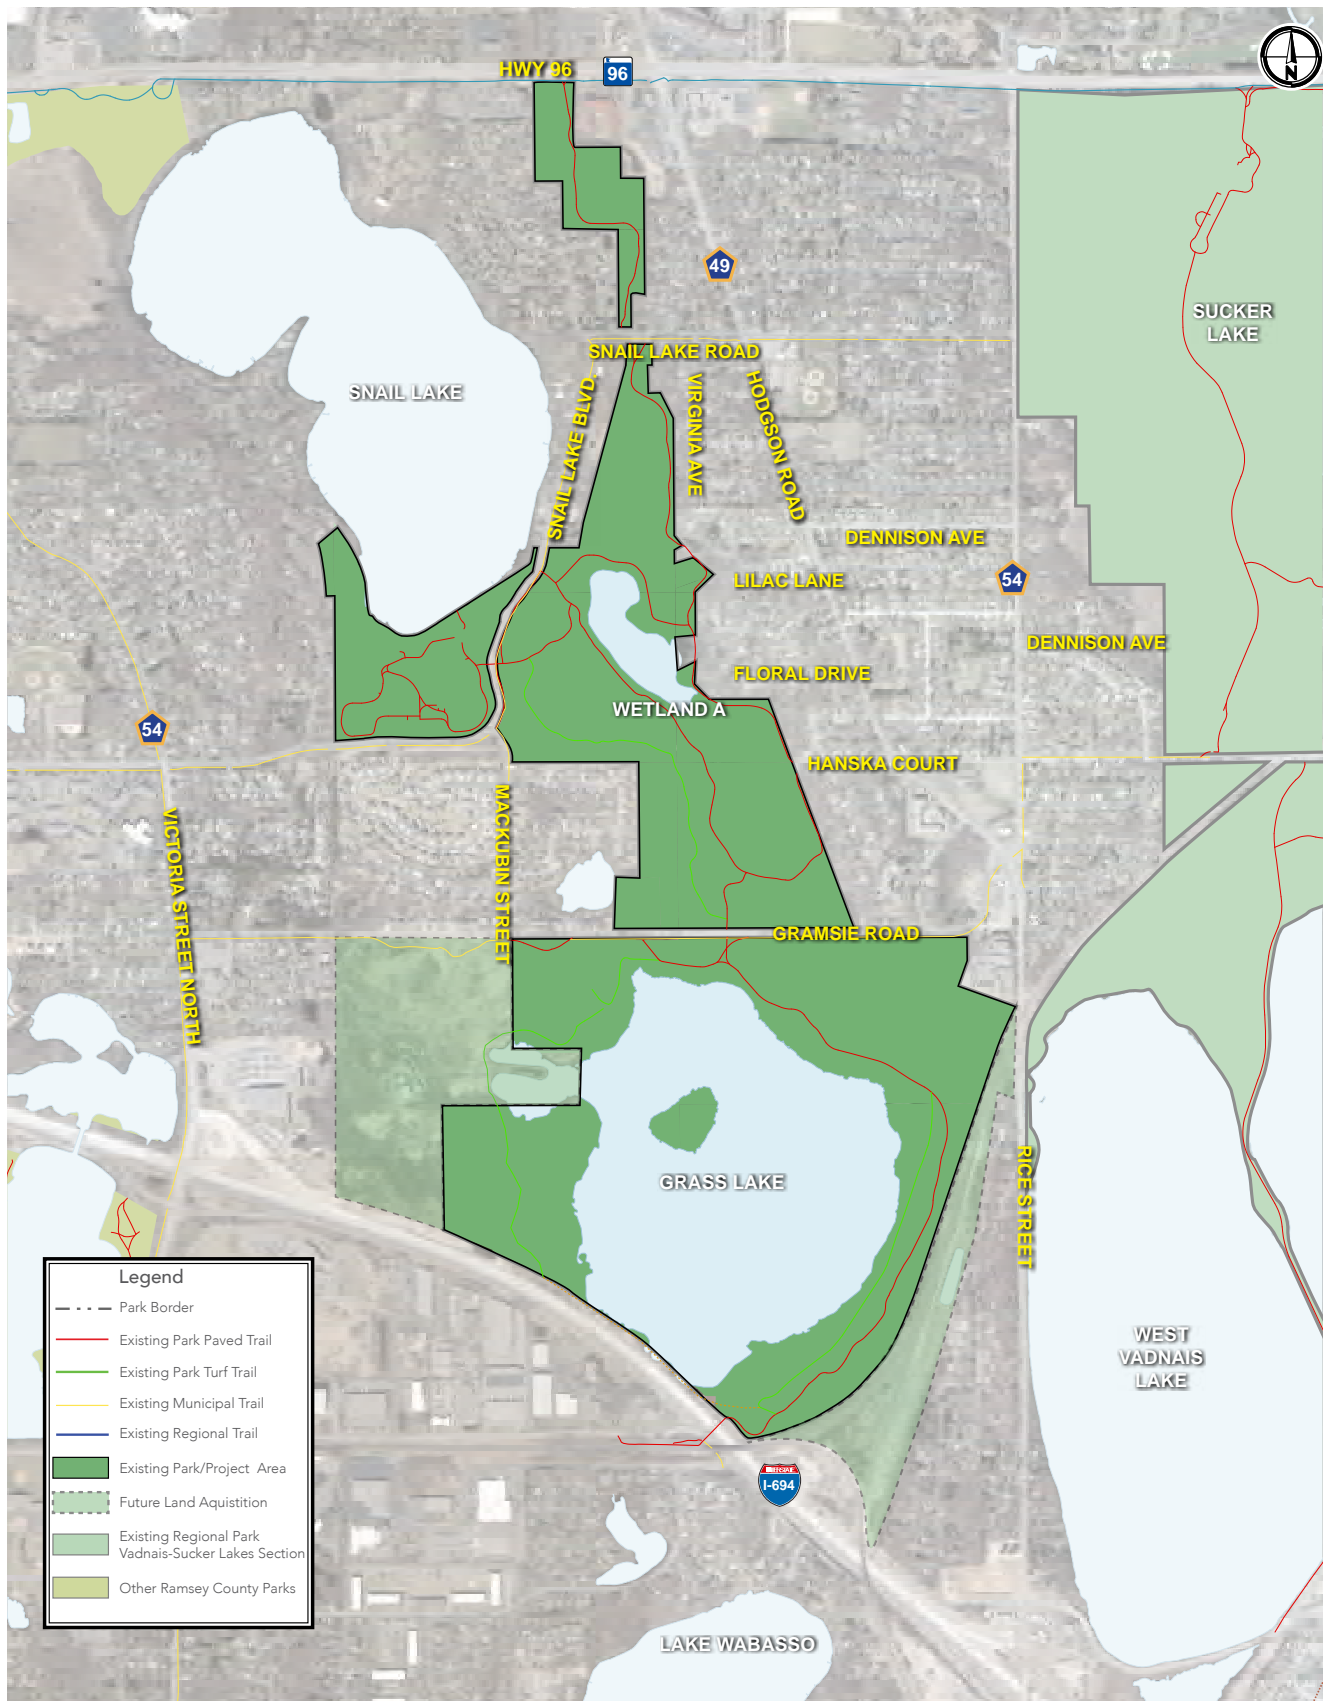 HWY 96
96
N
49
SUCKER
LAKE
SNAIL LAKE ROAD
SNAIL LAKE
SNAIL LAKE BLVD.
VIRGINIA AVE
HODGSON ROAD
DENNISON AVE
LILAC LANE
54
DENNISON AVE
FLORAL DRIVE
WETLAND A
54
HANSKA COURT
MACKUBIN STREET
VICTORIA STREET NORTH
GRAMSIE ROAD
GRASS LAKE
RICE STREET
WEST
VADNAIS
LAKE
I-694
LAKE WABASSO
Legend
Park Border
Existing Park Paved Trail
Existing Park Turf Trail
Existing Municipal Trail
Existing Regional Trail
Existing Park/Project Area
Future Land Aquistition
Existing Regional Park
Vadnais-Sucker Lakes Section
Other Ramsey County Parks